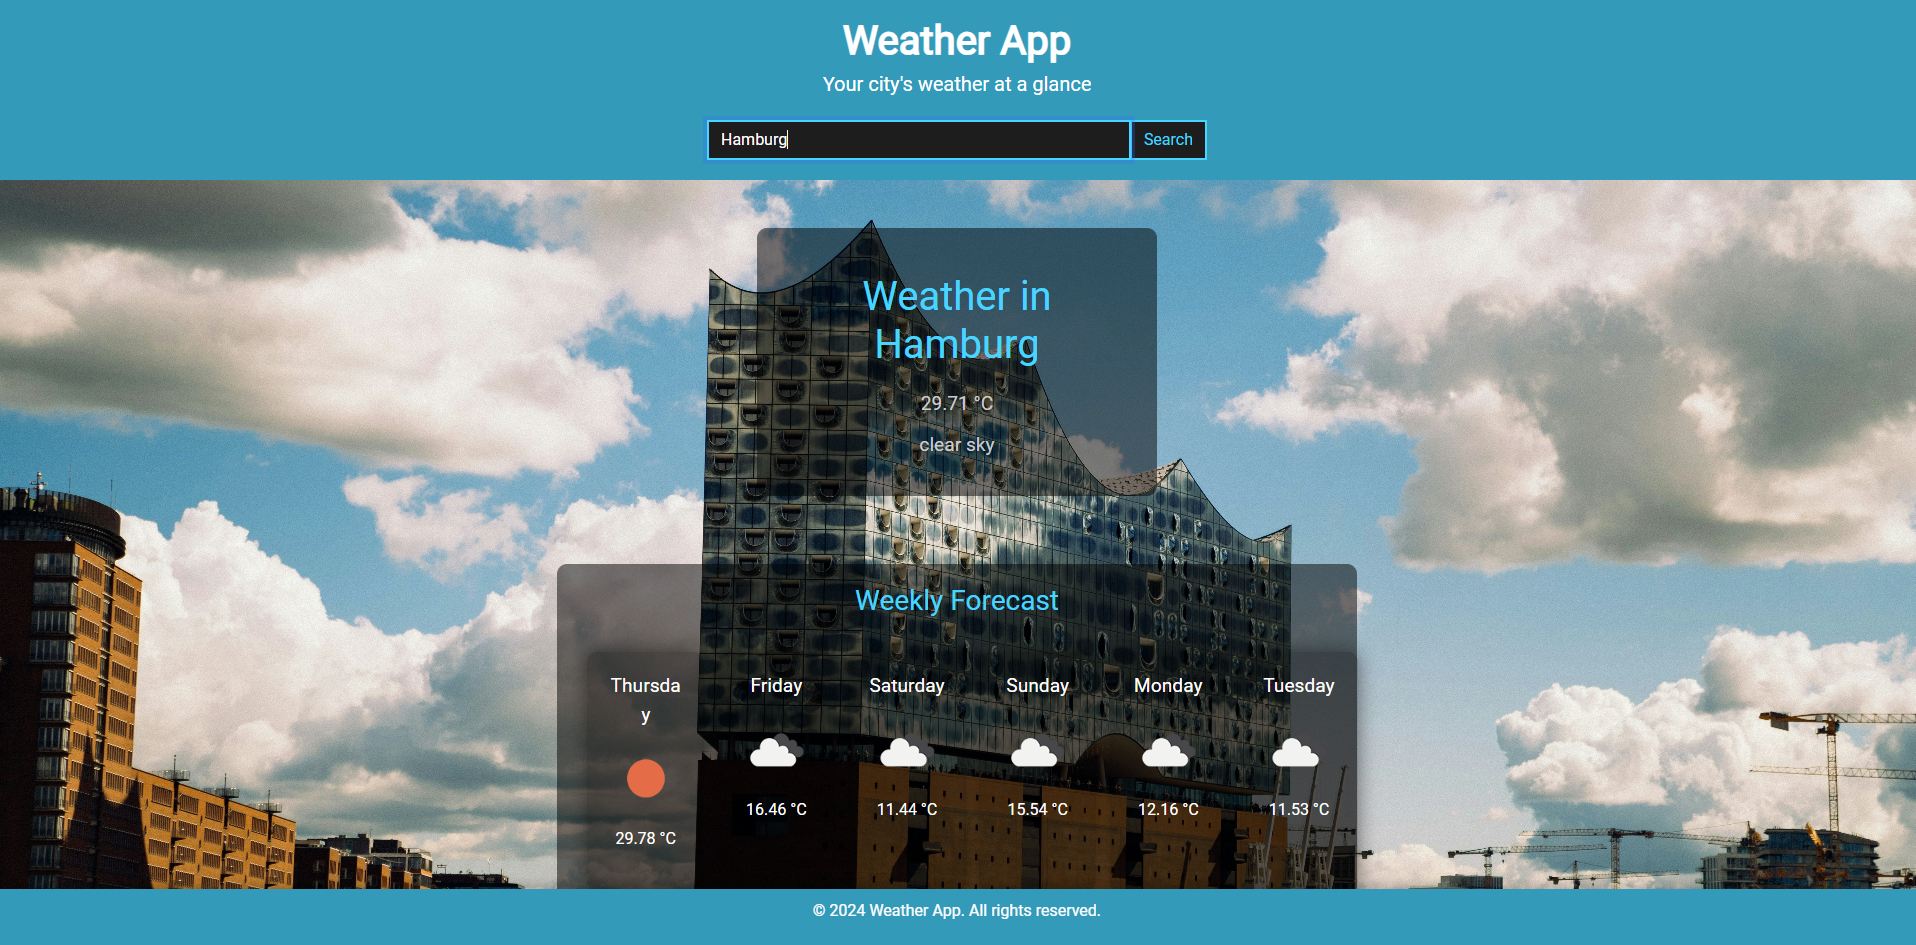 Weather App
Your city's weather at a glance
Hamburg
Search
Weather in
Hamburg
29.71 °C
clear sky
Weekly Forecast
Thursda
y
Friday
Saturday
Sunday
Monday
Tuesday
29.78 °C
16.46 °C
11.44 °C
15.54 °C
12.16 °C
11.53 °C
© 2024 Weather App. All rights reserved.